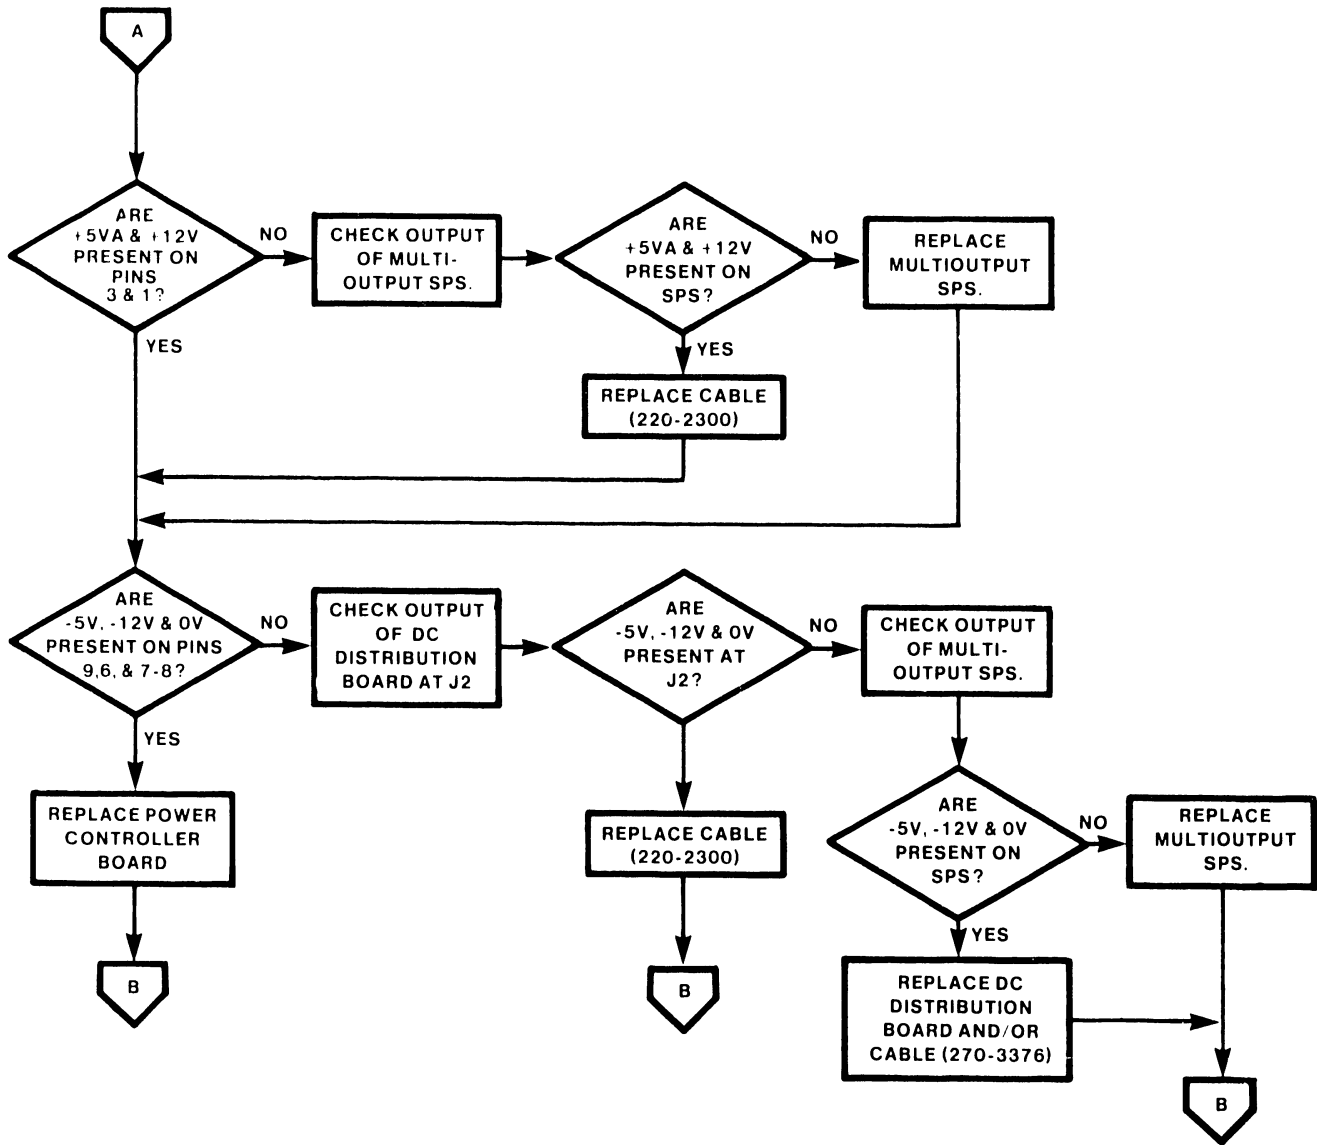 A
ARE
+5VA & +12V
PRESENT ON
PINS
3 & 1?
NO
CHECK OUTPUT
OF MULTI-
OUTPUT SPS.
ARE
+5VA & +12V
PRESENT ON
SPS?
NO
REPLACE
MULTIOUTPUT
SPS.
YES
YES
REPLACE CABLE
(220-2300)
ARE
-5V, -12V & 0V
PRESENT ON PINS
9,6, & 7-8?
NO
CHECK OUTPUT
OF DC
DISTRIBUTION
BOARD AT J2
ARE
-5V, -12V & 0V
PRESENT AT
J2?
NO
CHECK OUTPUT
OF MULTI-
OUTPUT SPS.
YES
REPLACE POWER
CONTROLLER
BOARD
REPLACE CABLE
(220-2300)
ARE
-5V, -12V & 0V
PRESENT ON
SPS?
NO
REPLACE
MULTIOUTPUT
SPS.
YES
REPLACE DC
DISTRIBUTION
BOARD AND/OR
CABLE (270-3376)
B
B
B